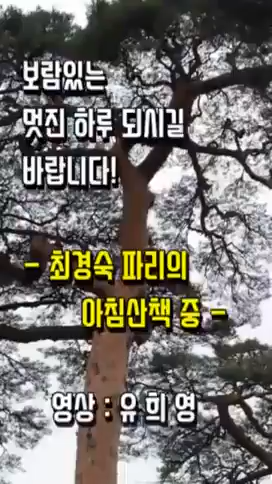 보람있는
멋진 하루 되시길
바랍니다!
- 최경숙 파리의
아침산책 중 -
영상 : 유 희 영